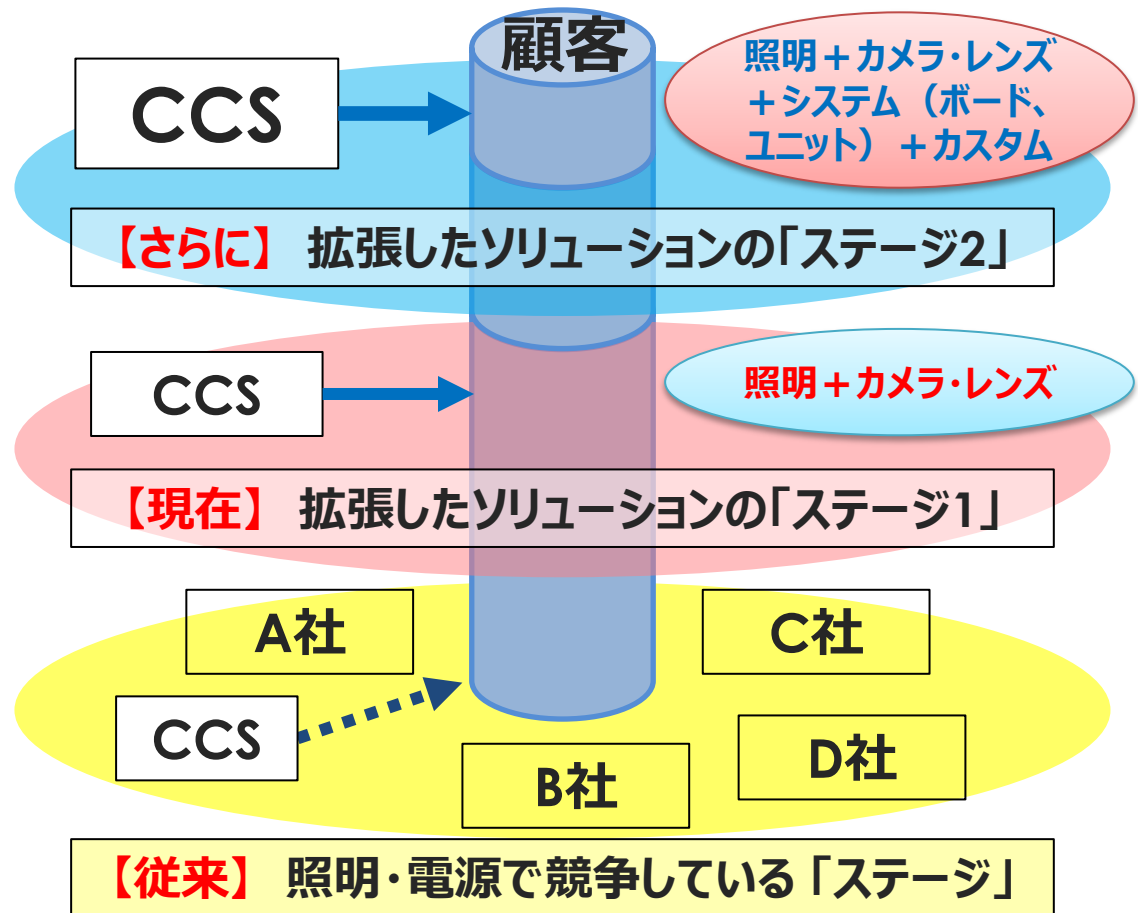 顧客
CCS
照明+カメラ・レンズ
+システム（ボード、
ユニット）+カスタム
【さらに】 拡張したソリューションの「ステージ2」
CCS
照明+カメラ・レンズ
【現在】 拡張したソリューションの「ステージ1」
A社
C社
CCS
B社
D社
【従来】 照明・電源で競争している「ステージ」